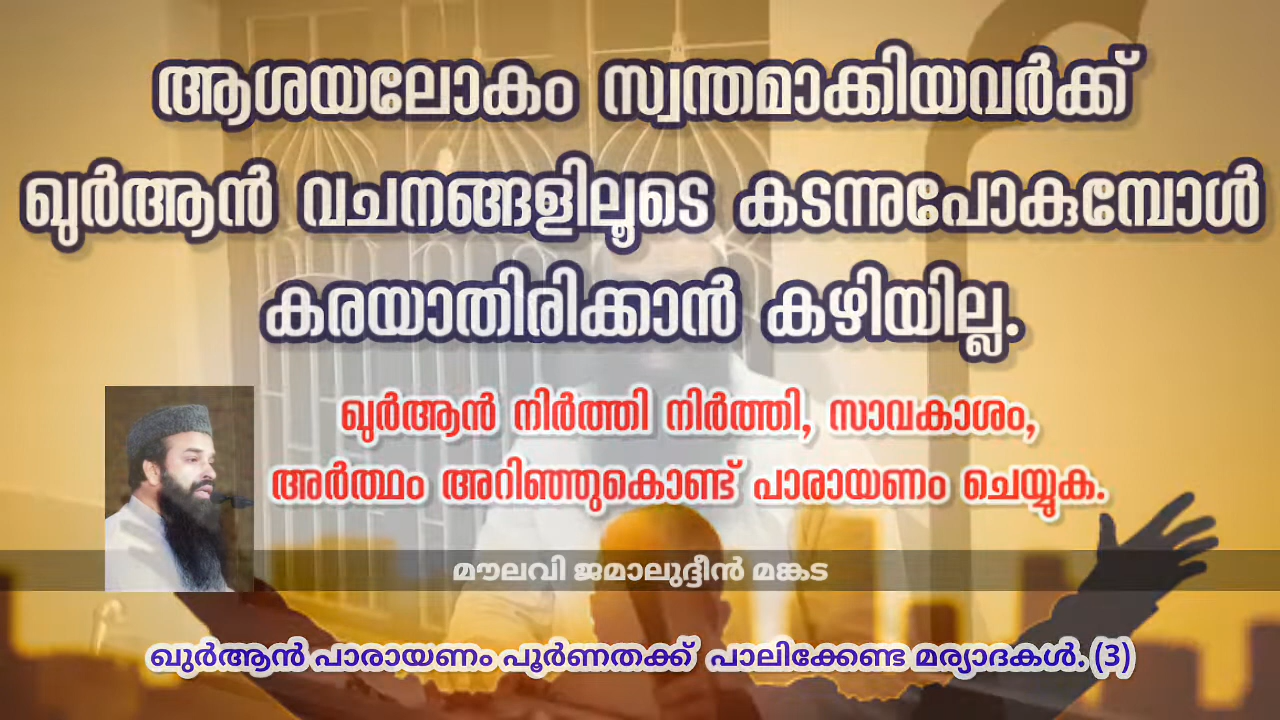 ആശയലോകം സ്വന്തമാക്കിയവർക്ക്
ഖുർആൻ വചനങ്ങളിലൂടെ കടന്നുപോകുമ്പോൾ
കരയാതിരിക്കാൻ കഴിയില്ല.
ഖുർആൻ നിർത്തി നിർത്തി, സാവകാശം,
അർത്ഥം അറിഞ്ഞുകൊണ്ട് പാരായണം ചെയ്യുക.
മൗലവി ജമാലുദ്ദീൻ മങ്കട
ഖുർആൻ പാരായണം പൂർണതക്ക് പാലിക്കേണ്ട മര്യാദകൾ. (3)